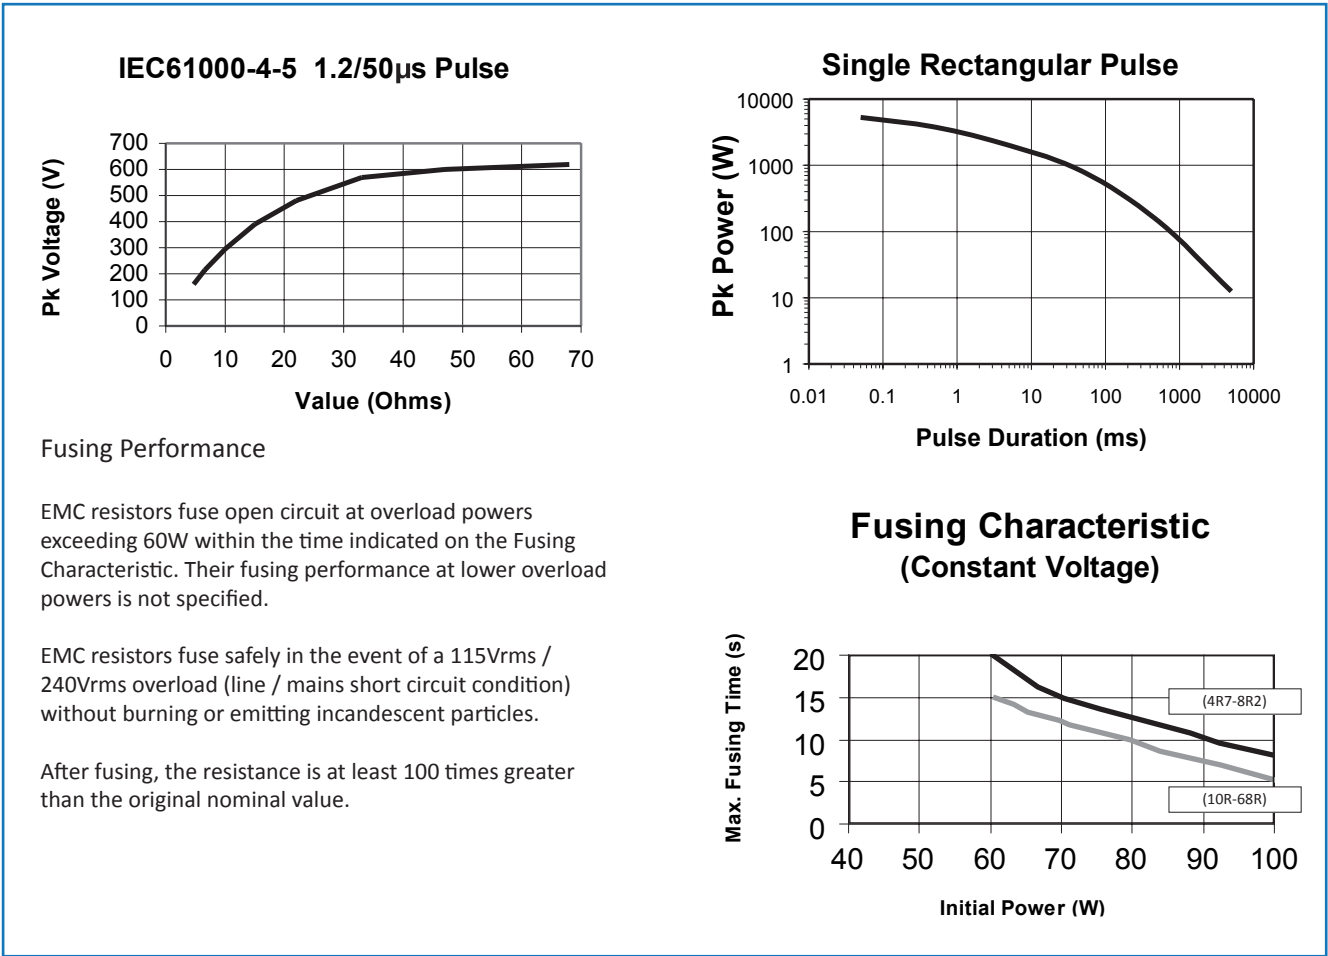 IEC61000-4-5 1.2/50µs Pulse
Pk Voltage (V)
700
600
500
400
300
200
100
0
0 10 20 30 40 50 60 70
Value (Ohms)
Single Rectangular Pulse
Pk Power (W)
10000
1000
100
10
1
0.01 0.1 1 10 100 1000 10000
Pulse Duration (ms)
Fusing Performance
EMC resistors fuse open circuit at overload powers
exceeding 60W within the time indicated on the Fusing
Characteristic. Their fusing performance at lower overload
powers is not specified.
EMC resistors fuse safely in the event of a 115Vrms /
240Vrms overload (line / mains short circuit condition)
without burning or emitting incandescent particles.
After fusing, the resistance is at least 100 times greater
than the original nominal value.
Fusing Characteristic
(Constant Voltage)
Max. Fusing Time (s)
20
15
10
5
0
(4R7-8R2)
(10R-68R)
40 50 60 70 80 90 100
Initial Power (W)